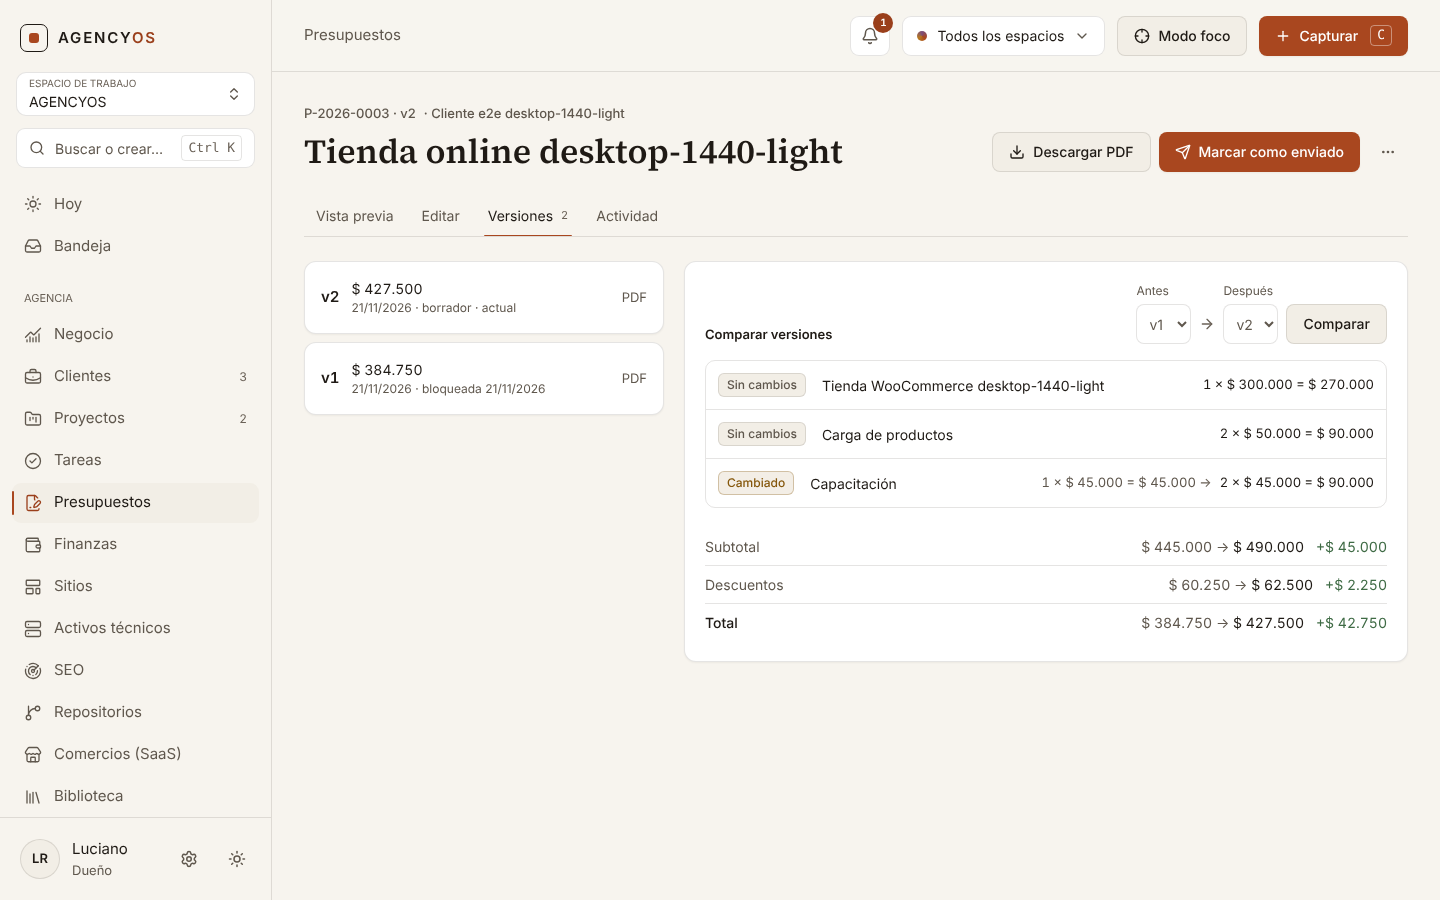 AGENCYOS
ESPACIO DE TRABAJO
AGENCYOS
Buscar o crear... Ctrl K
Hoy
Bandeja
AGENCIA
Negocio
Clientes 3
Proyectos 2
Tareas
Presupuestos
Finanzas
Sitios
Activos técnicos
SEO
Repositorios
Comercios (SaaS)
Biblioteca
LR
Luciano
Dueño
Presupuestos
1
Todos los espacios
Modo foco
Capturar C
P-2026-0003 · v2 · Cliente e2e desktop-1440-light
Tienda online desktop-1440-light
Descargar PDF
Marcar como enviado
Vista previa Editar Versiones 2 Actividad
v2 $ 427.500 PDF
21/11/2026 · borrador · actual
v1 $ 384.750 PDF
21/11/2026 · bloqueada 21/11/2026
Comparar versiones
Antes Después
v1 → v2 Comparar
Sin cambios Tienda WooCommerce desktop-1440-light 1 × $ 300.000 = $ 270.000
Sin cambios Carga de productos 2 × $ 50.000 = $ 90.000
Cambiado Capacitación 1 × $ 45.000 = $ 45.000 → 2 × $ 45.000 = $ 90.000
Subtotal $ 445.000 → $ 490.000 +$ 45.000
Descuentos $ 60.250 → $ 62.500 +$ 2.250
Total $ 384.750 → $ 427.500 +$ 42.750